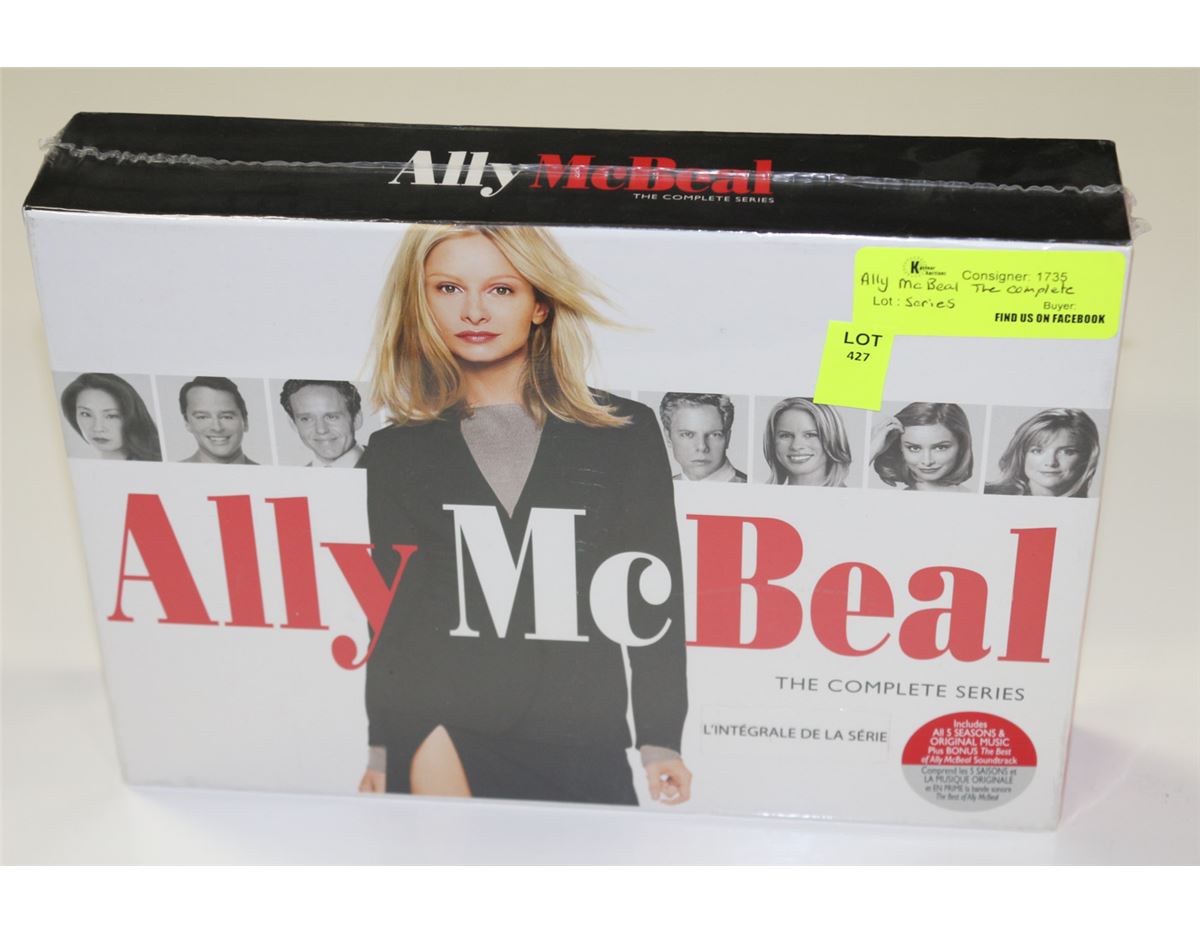 Ally McBeal
THE COMPLETE SERIES
Consigner: 1735
Ally McBeal The complete
Lot: Series
Buyer:
FIND US ON FACEBOOK
LOT
427
Ally McBeal
THE COMPLETE SERIES
L'INTÉGRALE DE LA SÉRIE
Includes
All 5 SEASONS &
ORIGINAL MUSIC
Plus BONUS The Best
of Ally McBeal Soundtrack
Comprend les 5 SAISONS et
LA MUSIQUE ORIGINALE
et EN PRIME la bande sonore
The Best of Ally McBeal